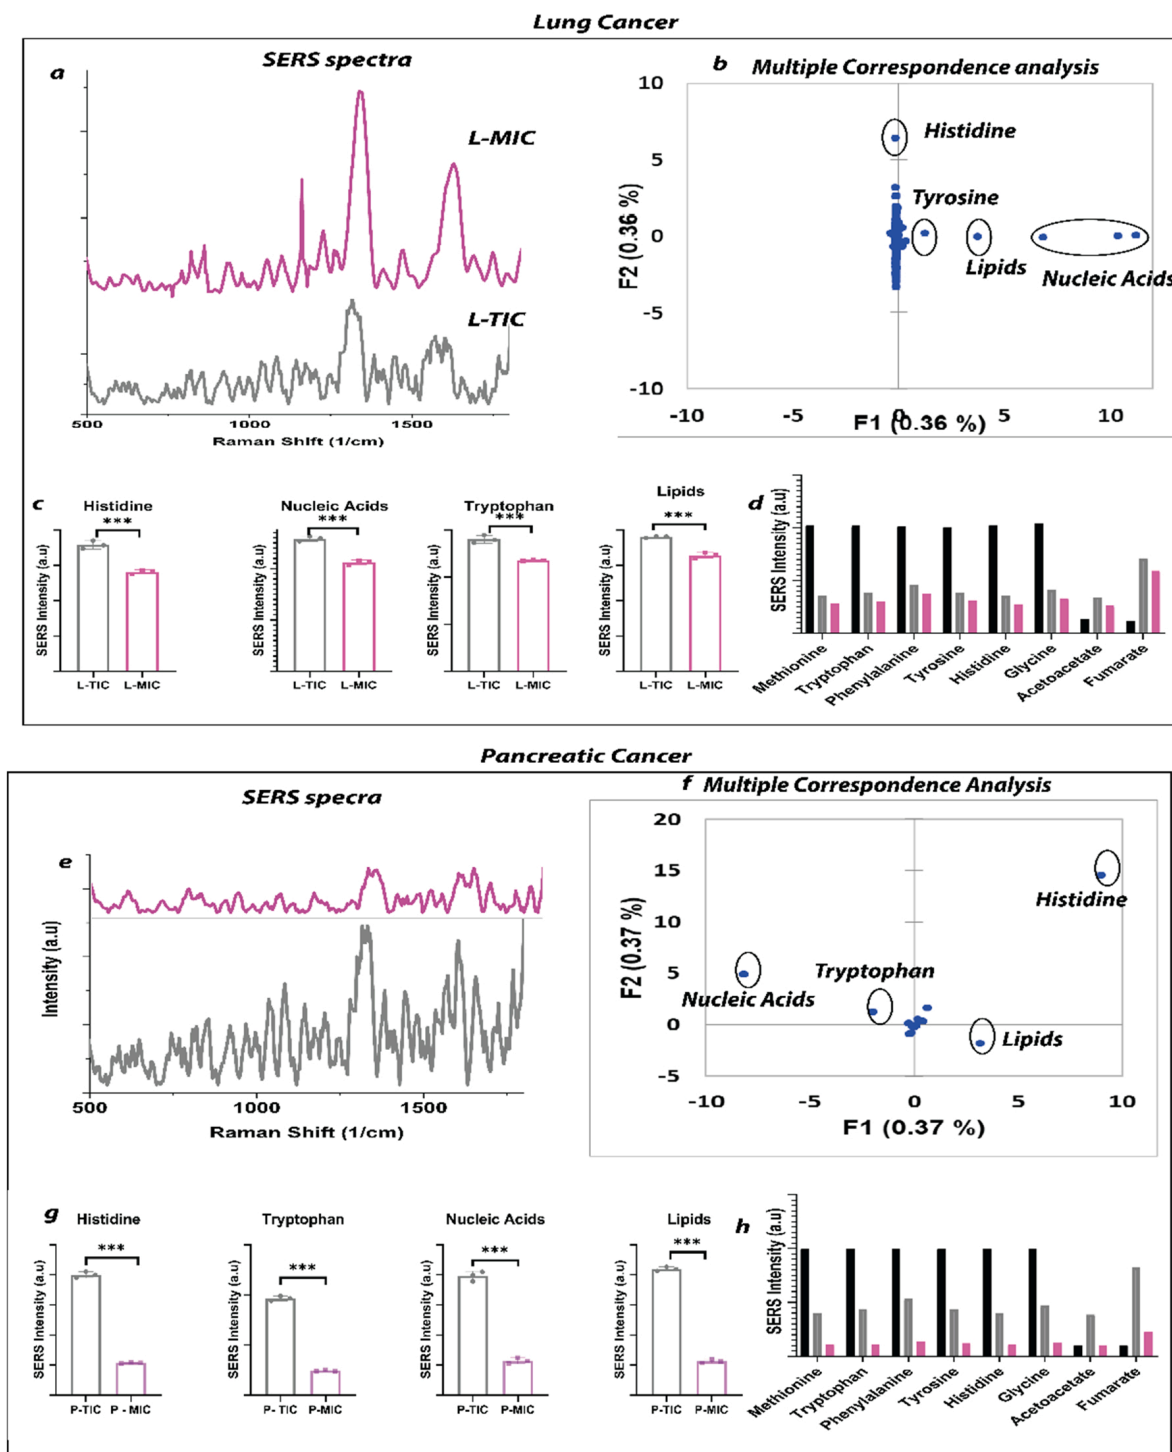 Lung Cancer
a
SERS spectra
L-MIC
L-TIC
500
1000
1500
Raman Shift (1/cm)
b
Multiple Correspondence analysis
10
5
0
-5
-10
F2 (0.36 %)
Histidine
Tyrosine
Lipids
Nucleic Acids
-10
-5
0
5
10
F1 (0.36 %)
c
Histidine
***
SERS Intensity (a.u)
L-TIC
L-MIC
Nucleic Acids
***
SERS Intensity (a.u)
L-TIC
L-MIC
Tryptophan
***
SERS Intensity (a.u)
L-TIC
L-MIC
Lipids
***
SERS Intensity (a.u)
L-TIC
L-MIC
d
SERS Intensity (a.u)
Methionine
Tryptophan
Phenylalanine
Tyrosine
Histidine
Glycine
Acetoacetate
Fumarate
Pancreatic Cancer
SERS specra
e
Intensity (a.u)
500
1000
1500
Raman Shift (1/cm)
f
Multiple Correspondence Analysis
20
15
10
5
0
-5
F2 (0.37 %)
Histidine
Tryptophan
Nucleic Acids
Lipids
-10
-5
0
5
10
F1 (0.37 %)
g
Histidine
***
SERS Intensity (a.u)
P-TIC
P - MIC
Tryptophan
***
SERS Intensity (a.u)
P- TIC
P-MIC
Nucleic Acids
***
SERS Intensity (a.u)
P-TIC
P-MIC
Lipids
***
SERS Intensity (a.u)
P-TIC
P-MIC
h
SERS Intensity (a.u)
Methionine
Tryptophan
Phenylalanine
Tyrosine
Histidine
Glycine
Acetoacetate
Fumarate